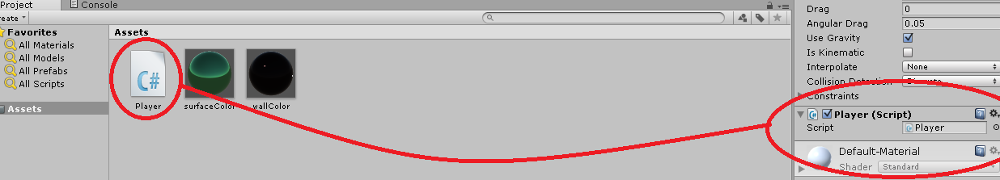 Project
Console
reate
Favorites
All Materials
All Models
All Prefabs
All Scripts
Assets
Assets
C#
Player
surfaceColor
wallColor
Drag
0
Angular Drag
0.05
Use Gravity
Is Kinematic
Interpolate
None
Collision Detection
Discrete
Constraints
C#
Player (Script)
Script
Player
Default-Material
Shader
Standard